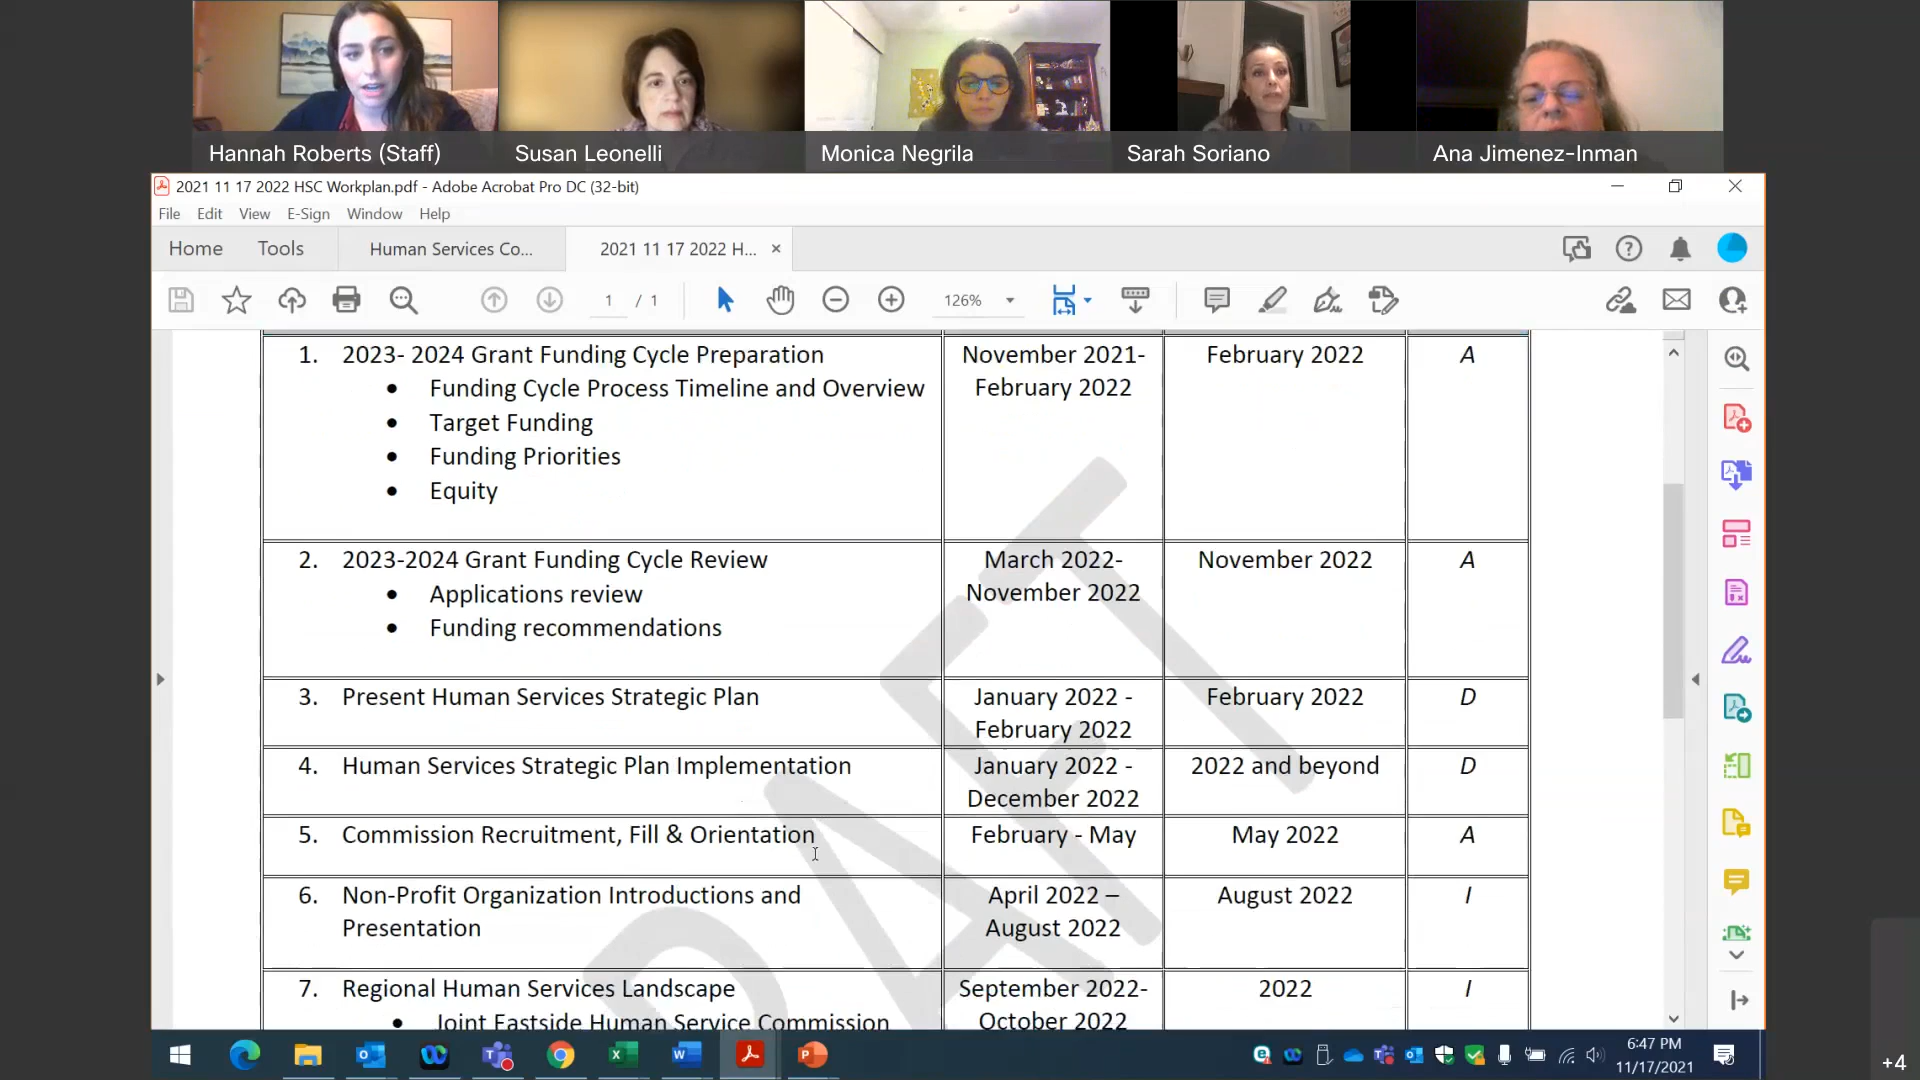 Hannah Roberts (Staff)
Susan Leonelli
Monica Negrila
Sarah Soriano
Ana Jimenez-Inman
2021 11 17 2022 HSC Workplan.pdf - Adobe Acrobat Pro DC (32-bit)
File Edit View E-Sign Window Help
Home Tools Human Services Co... 2021 11 17 2022 H...
1 / 1 126%
1. 2023- 2024 Grant Funding Cycle Preparation
• Funding Cycle Process Timeline and Overview
• Target Funding
• Funding Priorities
• Equity
November 2021-
February 2022
February 2022
A
2. 2023-2024 Grant Funding Cycle Review
• Applications review
• Funding recommendations
March 2022-
November 2022
November 2022
A
3. Present Human Services Strategic Plan
January 2022 -
February 2022
February 2022
D
4. Human Services Strategic Plan Implementation
January 2022 -
December 2022
2022 and beyond
D
5. Commission Recruitment, Fill & Orientation
February - May
May 2022
A
6. Non-Profit Organization Introductions and
Presentation
April 2022 –
August 2022
August 2022
I
7. Regional Human Services Landscape
• Joint Eastside Human Service Commission
September 2022-
October 2022
2022
I
DRAFT
6:47 PM
11/17/2021
+4